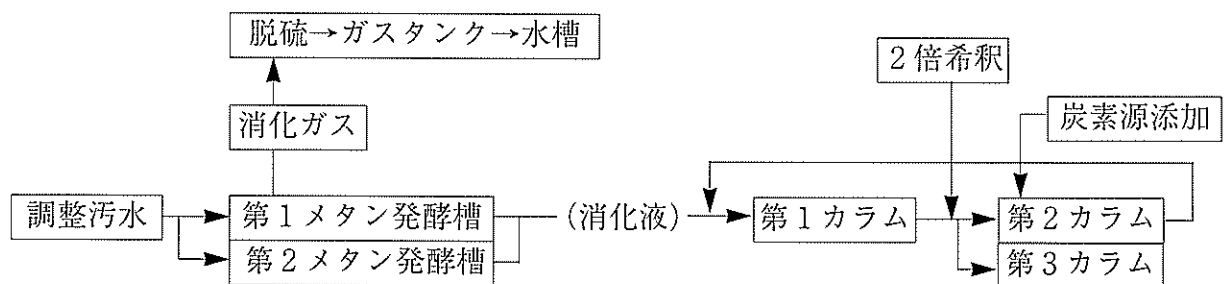 脱硫→ガスタンク→水槽
2倍希釈
消化ガス
炭素源添加
調整汚水
第1メタン発酵槽
(消化液)
第1カラム
第2カラム
第2メタン発酵槽
第3カラム